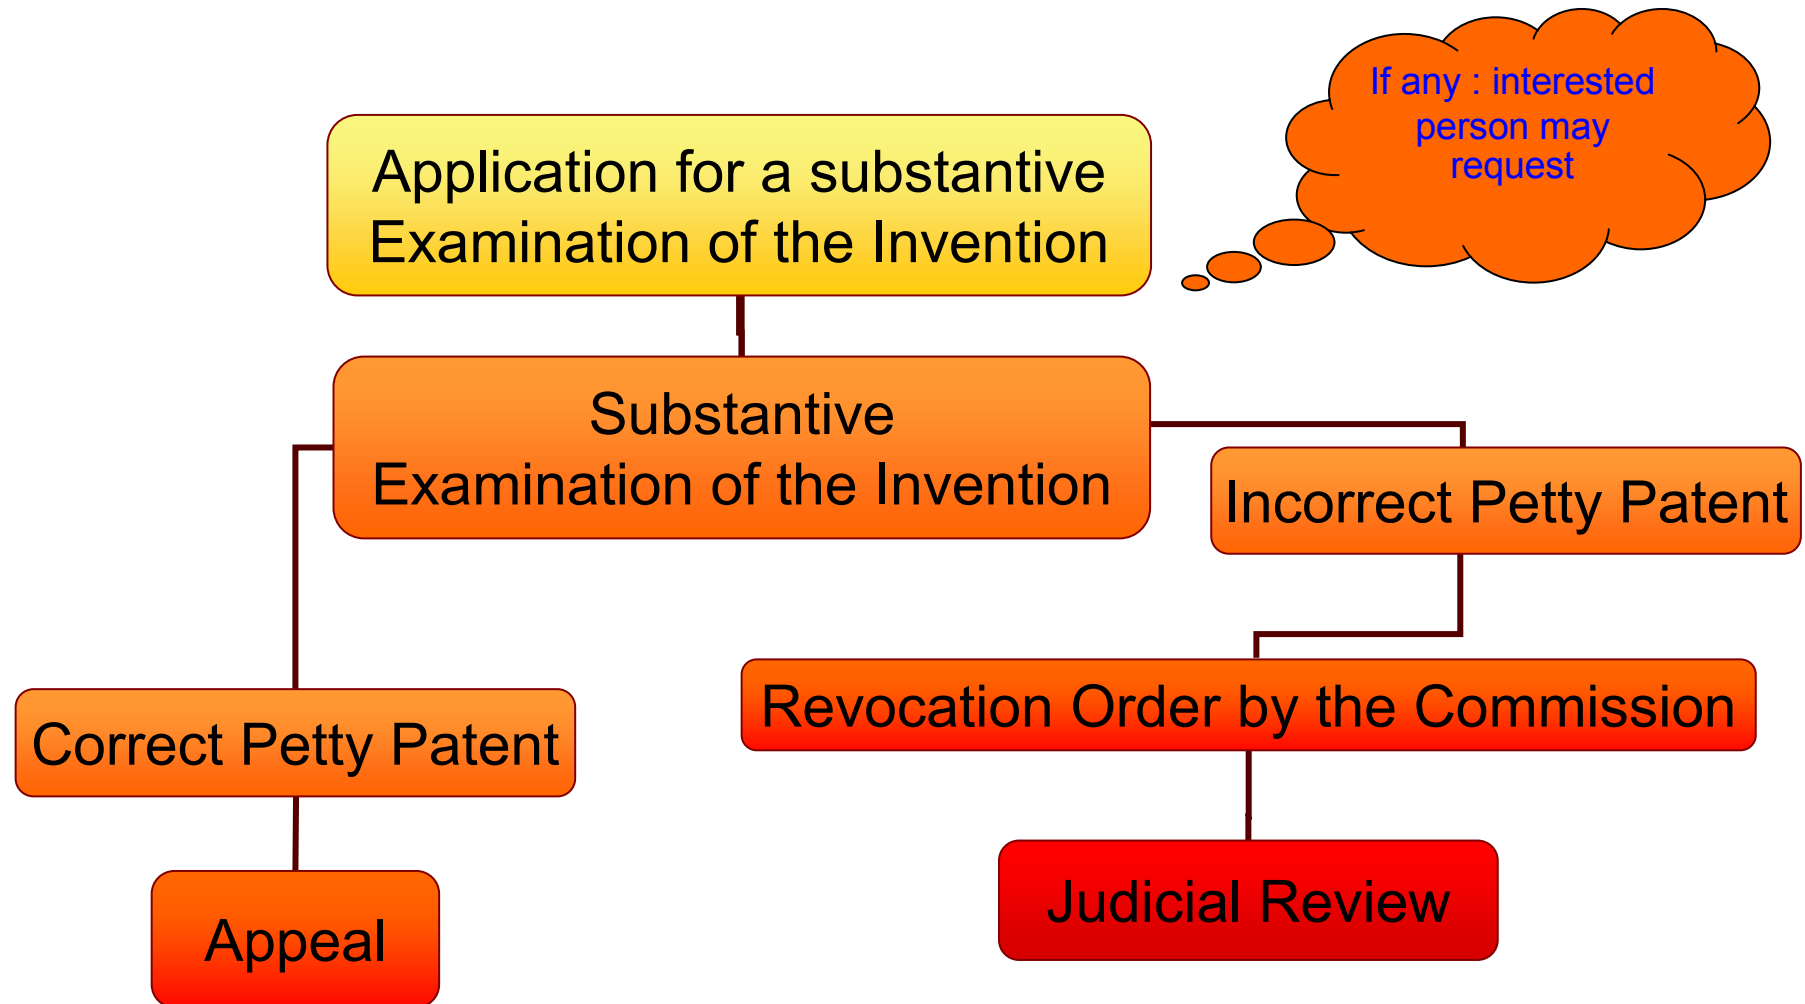 If any : interested
person may
request
Application for a substantive
Examination of the Invention
Substantive
Examination of the Invention
Incorrect Petty Patent
Revocation Order by the Commission
Correct Petty Patent
Judicial Review
Appeal